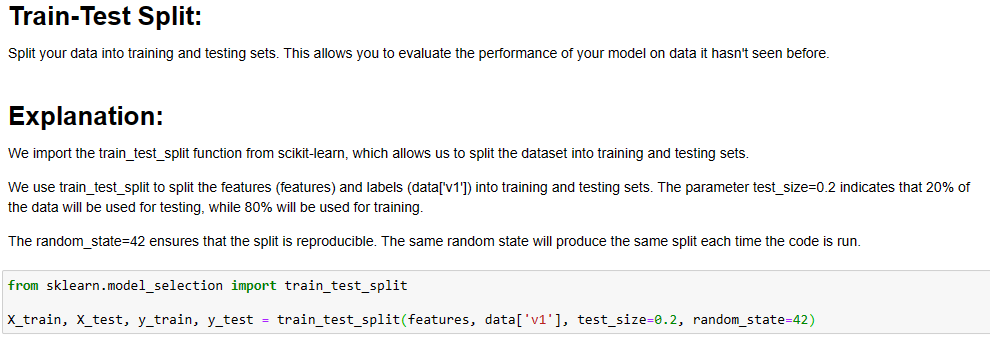 Train-Test Split:
Split your data into training and testing sets. This allows you to evaluate the performance of your model on data it hasn't seen before.
Explanation:
We import the train_test_split function from scikit-learn, which allows us to split the dataset into training and testing sets.
We use train_test_split to split the features (features) and labels (data['v1']) into training and testing sets. The parameter test_size=0.2 indicates that 20% of
the data will be used for testing, while 80% will be used for training.
The random_state=42 ensures that the split is reproducible. The same random state will produce the same split each time the code is run.
from sklearn.model_selection import train_test_split
X_train, X_test, y_train, y_test = train_test_split(features, data['v1'], test_size=0.2, random_state=42)